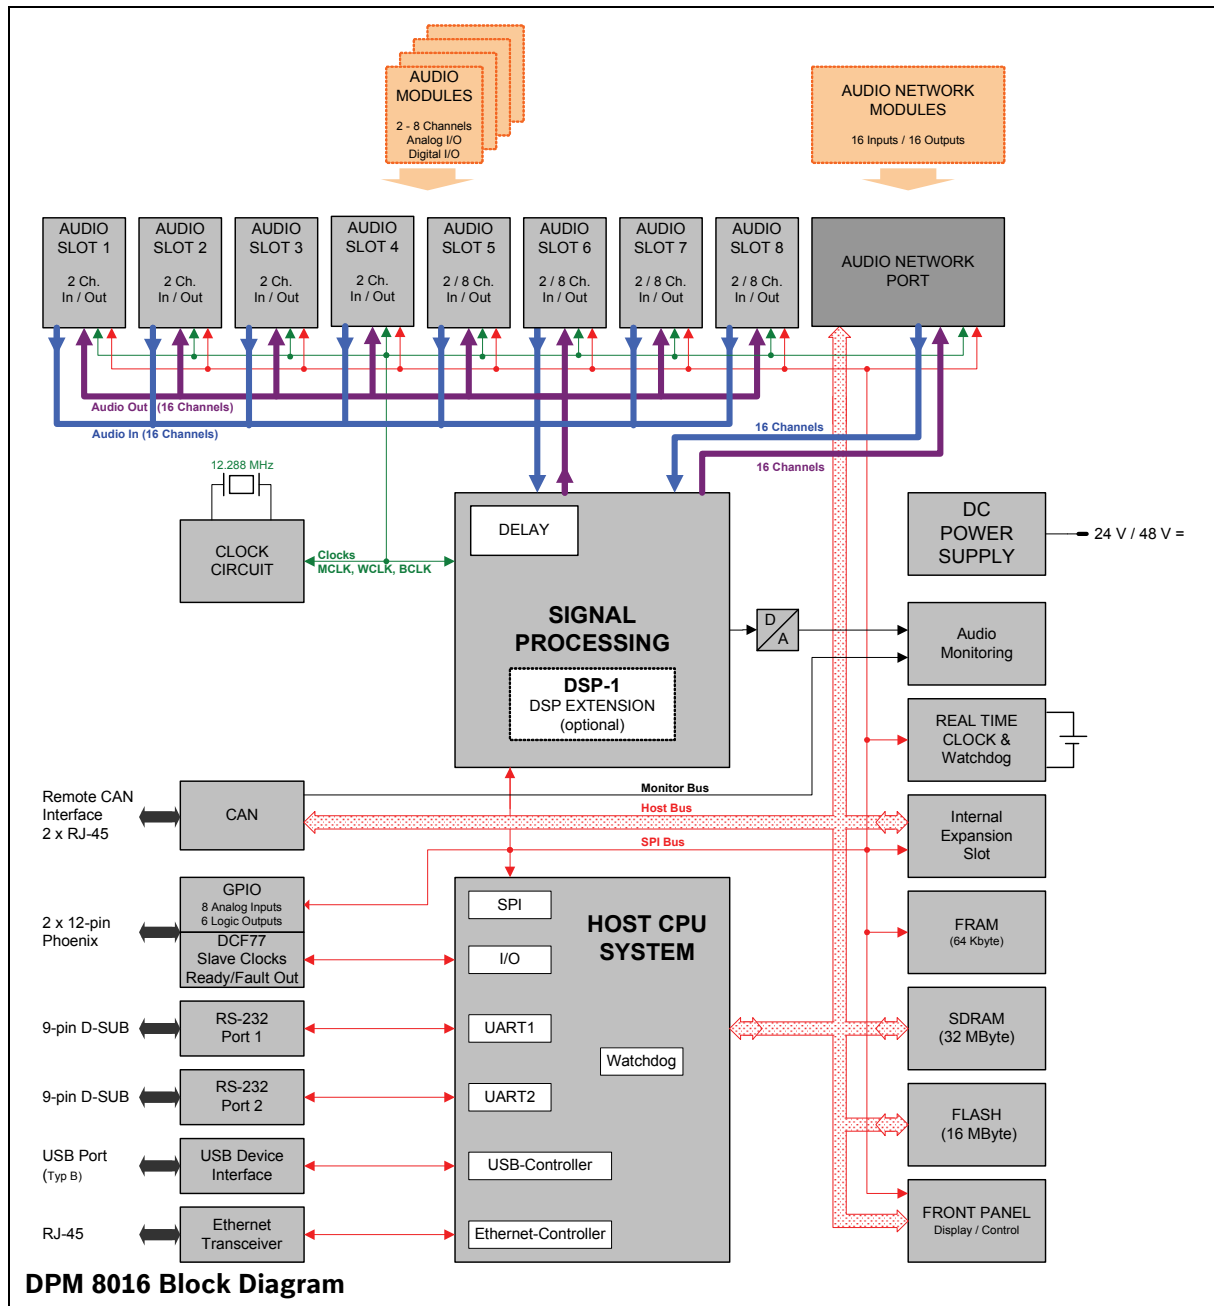 AUDIO
MODULES
2 - 8 Channels
Analog I/O
Digital I/O
AUDIO NETWORK
MODULES
16 Inputs / 16 Outputs
AUDIO
SLOT 1
2 Ch.
In / Out
AUDIO
SLOT 2
2 Ch.
In / Out
AUDIO
SLOT 3
2 Ch.
In / Out
AUDIO
SLOT 4
2 Ch.
In / Out
AUDIO
SLOT 5
2 / 8 Ch.
In / Out
AUDIO
SLOT 6
2 / 8 Ch.
In / Out
AUDIO
SLOT 7
2 / 8 Ch.
In / Out
AUDIO
SLOT 8
2 / 8 Ch.
In / Out
AUDIO NETWORK
PORT
Audio Out (16 Channels)
Audio In (16 Channels)
16 Channels
16 Channels
12.288 MHz
CLOCK
CIRCUIT
Clocks
MCLK, WCLK, BCLK
DELAY
SIGNAL
PROCESSING
DSP-1
DSP EXTENSION
(optional)
DC
POWER
SUPPLY
24 V / 48 V =
D
A
Audio
Monitoring
REAL TIME
CLOCK &
Watchdog
Remote CAN
Interface
2 x RJ-45
CAN
Monitor Bus
Host Bus
SPI Bus
Internal
Expansion
Slot
2 x 12-pin
Phoenix
GPIO
8 Analog Inputs
6 Logic Outputs
DCF77
Slave Clocks
Ready/Fault Out
SPI
I/O
HOST CPU
SYSTEM
FRAM
(64 Kbyte)
9-pin D-SUB
RS-232
Port 1
UART1
Watchdog
SDRAM
(32 MByte)
9-pin D-SUB
RS-232
Port 2
UART2
FLASH
(16 MByte)
USB Port
(Typ B)
USB Device
Interface
USB-Controller
RJ-45
Ethernet
Transceiver
Ethernet-Controller
FRONT PANEL
Display / Control
DPM 8016 Block Diagram